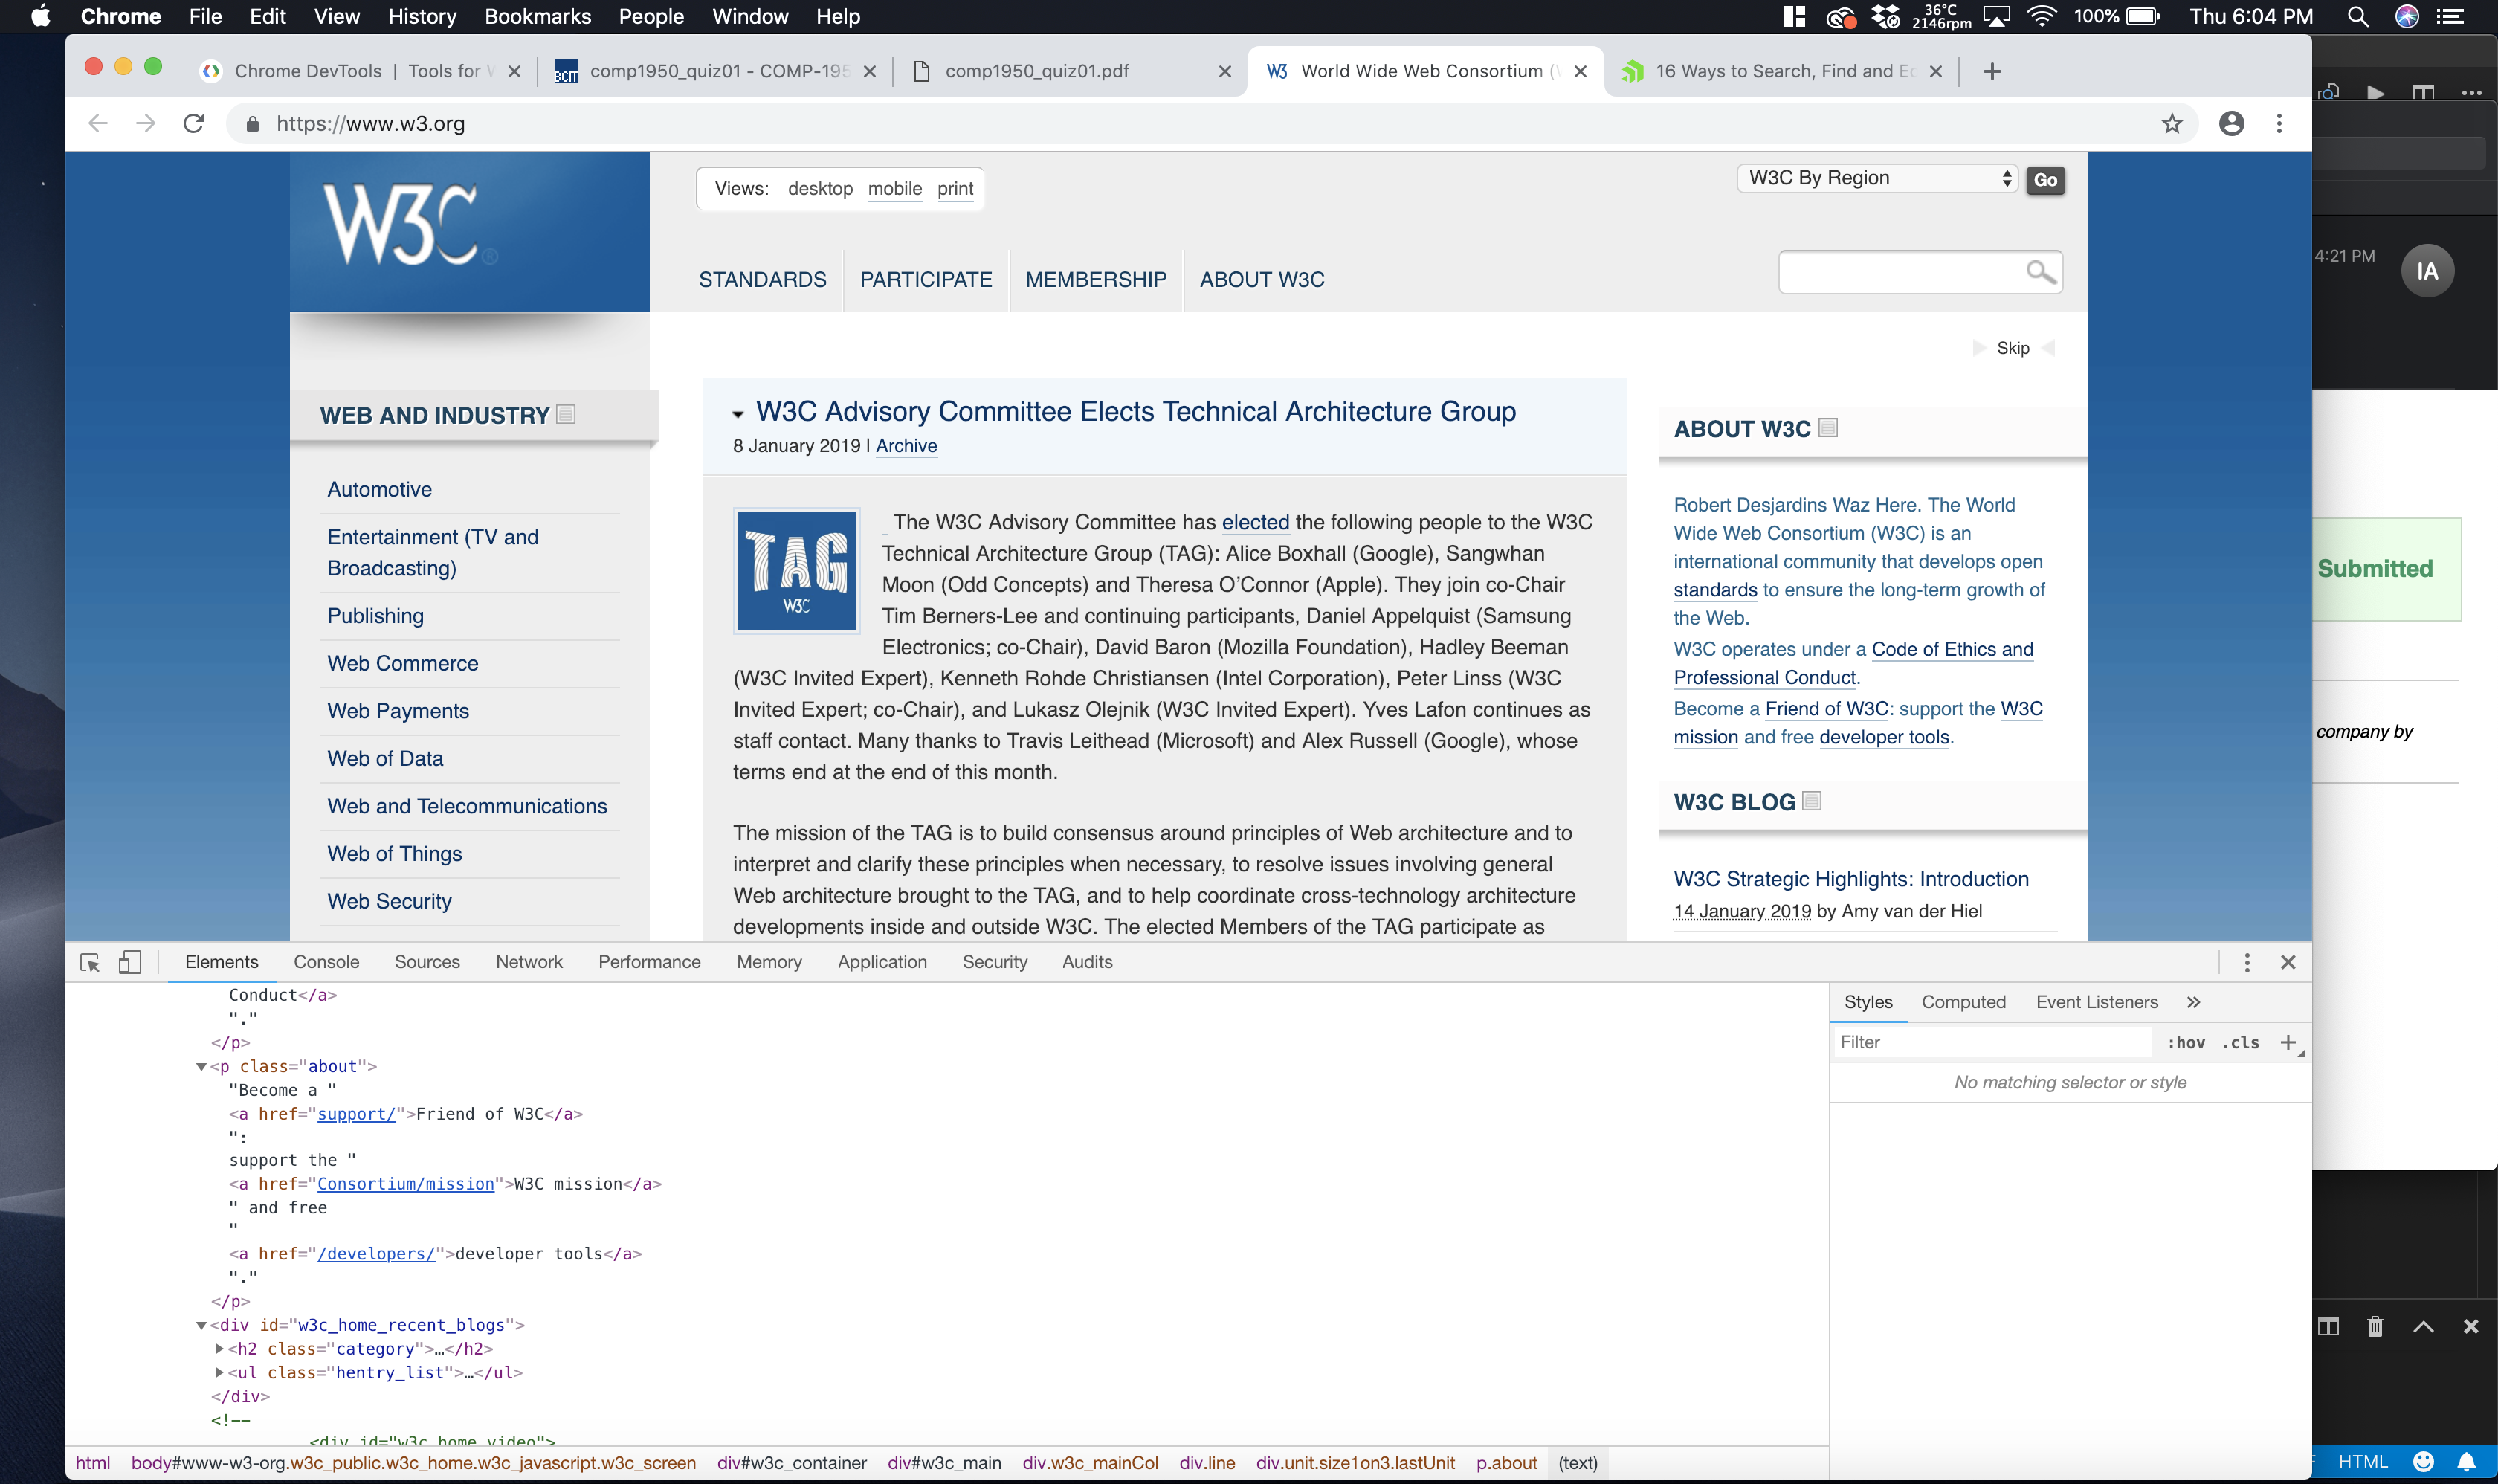 Chrome File Edit View History Bookmarks People Window Help
36°C
2146rpm
100%
Thu 6:04 PM
Chrome DevTools | Tools for W
BCIT comp1950_quiz01 - COMP-195
comp1950_quiz01.pdf
W3 World Wide Web Consortium (W
16 Ways to Search, Find and Ed
https://www.w3.org
W3C ®
Views: desktop mobile print
W3C By Region
Go
STANDARDS PARTICIPATE MEMBERSHIP ABOUT W3C
Skip
WEB AND INDUSTRY
Automotive
Entertainment (TV and
Broadcasting)
Publishing
Web Commerce
Web Payments
Web of Data
Web and Telecommunications
Web of Things
Web Security
W3C Advisory Committee Elects Technical Architecture Group
8 January 2019 | Archive
TAG
W3C
The W3C Advisory Committee has elected the following people to the W3C
Technical Architecture Group (TAG): Alice Boxhall (Google), Sangwhan
Moon (Odd Concepts) and Theresa O’Connor (Apple). They join co-Chair
Tim Berners-Lee and continuing participants, Daniel Appelquist (Samsung
Electronics; co-Chair), David Baron (Mozilla Foundation), Hadley Beeman
(W3C Invited Expert), Kenneth Rohde Christiansen (Intel Corporation), Peter Linss (W3C
Invited Expert; co-Chair), and Lukasz Olejnik (W3C Invited Expert). Yves Lafon continues as
staff contact. Many thanks to Travis Leithead (Microsoft) and Alex Russell (Google), whose
terms end at the end of this month.
The mission of the TAG is to build consensus around principles of Web architecture and to
interpret and clarify these principles when necessary, to resolve issues involving general
Web architecture brought to the TAG, and to help coordinate cross-technology architecture
developments inside and outside W3C. The elected Members of the TAG participate as
ABOUT W3C
Robert Desjardins Waz Here. The World
Wide Web Consortium (W3C) is an
international community that develops open
standards to ensure the long-term growth of
the Web.
W3C operates under a Code of Ethics and
Professional Conduct.
Become a Friend of W3C: support the W3C
mission and free developer tools.
W3C BLOG
W3C Strategic Highlights: Introduction
14 January 2019 by Amy van der Hiel
4:21 PM
IA
Submitted
company by
Elements Console Sources Network Performance Memory Application Security Audits
Conduct</a>
"."
</p>
<p class="about">
"Become a "
<a href="support/">Friend of W3C</a>
":
support the "
<a href="Consortium/mission">W3C mission</a>
" and free
"
<a href="/developers/">developer tools</a>
"."
</p>
<div id="w3c_home_recent_blogs">
<h2 class="category">…</h2>
<ul class="hentry_list">…</ul>
</div>
<!--
<div id="w3c_home_video">
Styles Computed Event Listeners »
Filter
:hov .cls +
No matching selector or style
html body#www-w3-org.w3c_public.w3c_home.w3c_javascript.w3c_screen div#w3c_container div#w3c_main div.w3c_mainCol div.line div.unit.size1on3.lastUnit p.about (text)
HTML